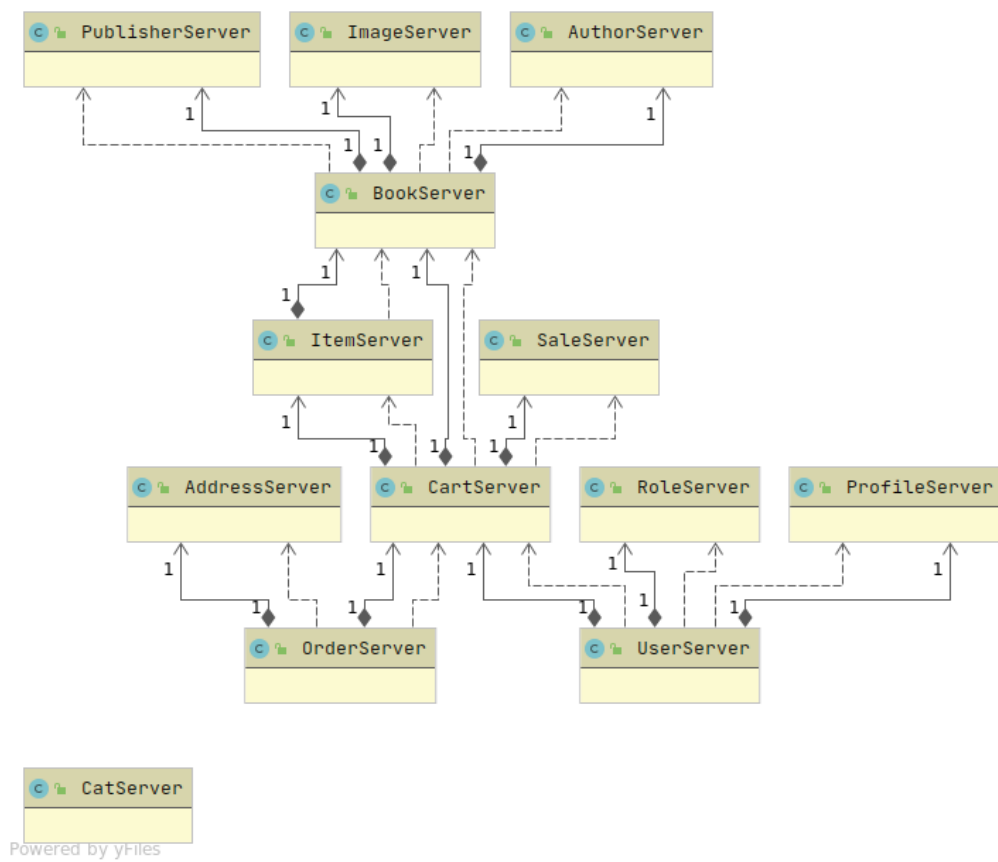 PublisherServer
ImageServer
AuthorServer
1
1
1
1
1
1
BookServer
1
1
1
ItemServer
SaleServer
1
1
1
1
1
AddressServer
CartServer
RoleServer
ProfileServer
1
1
1
1
1
1
1
1
1
1
OrderServer
UserServer
CatServer
Powered by yFiles